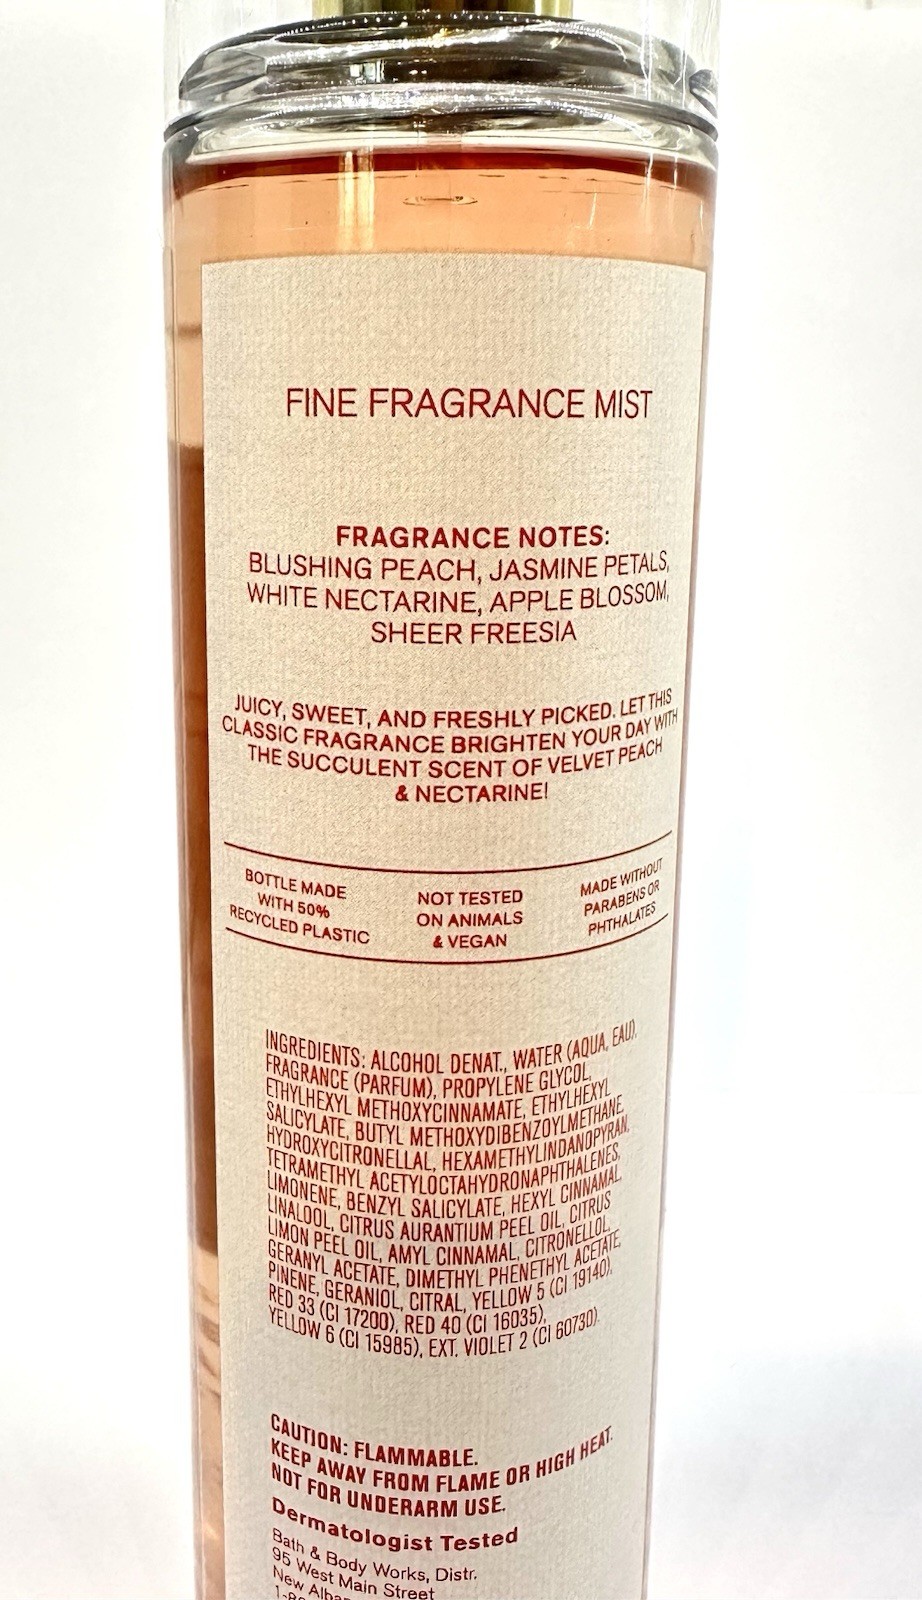 FINE FRAGRANCE MIST
FRAGRANCE NOTES:
BLUSHING PEACH, JASMINE PETALS,
WHITE NECTARINE, APPLE BLOSSOM,
SHEER FREESIA
JUICY, SWEET, AND FRESHLY PICKED. LET THIS
CLASSIC FRAGRANCE BRIGHTEN YOUR DAY WITH
THE SUCCULENT SCENT OF VELVET PEACH
& NECTARINE!
BOTTLE MADE
WITH 50%
RECYCLED PLASTIC
NOT TESTED
ON ANIMALS
& VEGAN
MADE WITHOUT
PARABENS OR
PHTHALATES
INGREDIENTS: ALCOHOL DENAT., WATER (AQUA, EAU),
FRAGRANCE (PARFUM), PROPYLENE GLYCOL,
ETHYLHEXYL METHOXYCINNAMATE, ETHYLHEXYL
SALICYLATE, BUTYL METHOXYDIBENZOYLMETHANE,
HYDROXYCITRONELLAL, HEXAMETHYLINDANOPYRAN,
TETRAMETHYL ACETYLOCTAHYDRONAPHTHALENES,
LIMONENE, BENZYL SALICYLATE, HEXYL CINNAMAL,
LINALOOL, CITRUS AURANTIUM PEEL OIL, CITRUS
LIMON PEEL OIL, AMYL CINNAMAL, CITRONELLOL,
GERANYL ACETATE, DIMETHYL PHENETHYL ACETATE,
PINENE, GERANIOL, CITRAL, YELLOW 5 (CI 19140),
RED 33 (CI 17200), RED 40 (CI 16035),
YELLOW 6 (CI 15985), EXT. VIOLET 2 (CI 60730).
CAUTION: FLAMMABLE.
KEEP AWAY FROM FLAME OR HIGH HEAT.
NOT FOR UNDERARM USE.
Dermatologist Tested
Bath & Body Works, Distr.
95 West Main Street
New